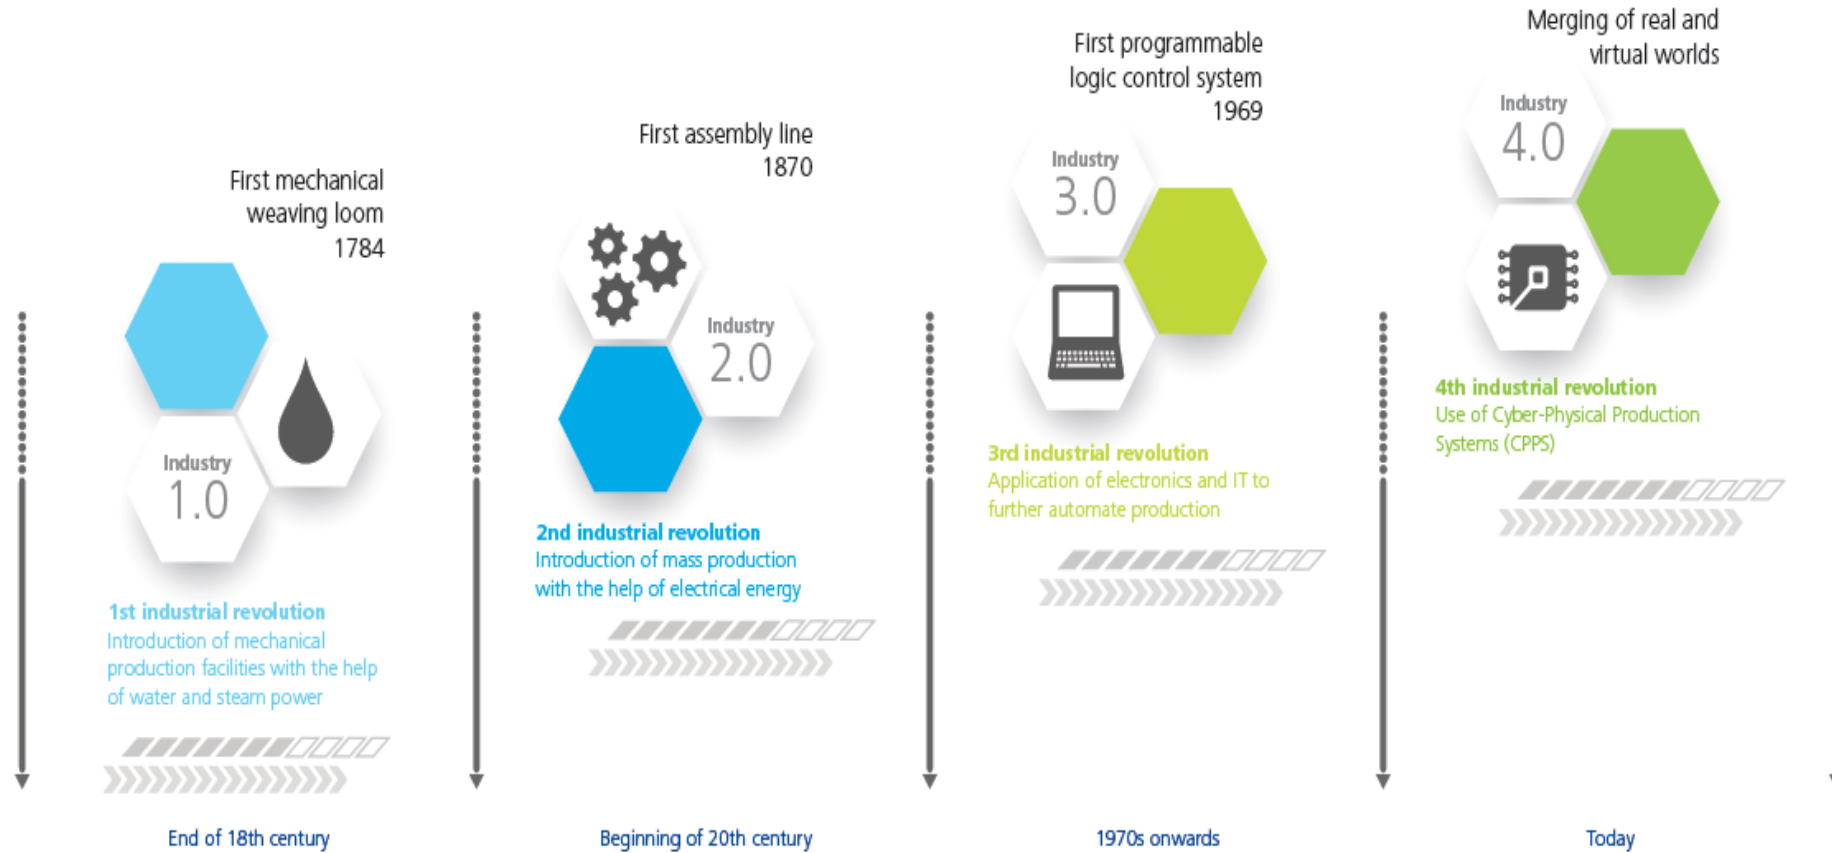 First mechanical
weaving loom
1784
Industry
1.0
1st industrial revolution
Introduction of mechanical
production facilities with the help
of water and steam power
End of 18th century
First assembly line
1870
Industry
2.0
2nd industrial revolution
Introduction of mass production
with the help of electrical energy
Beginning of 20th century
First programmable
logic control system
1969
Industry
3.0
3rd industrial revolution
Application of electronics and IT to
further automate production
1970s onwards
Merging of real and
virtual worlds
Industry
4.0
4th industrial revolution
Use of Cyber-Physical Production
Systems (CPPS)
Today